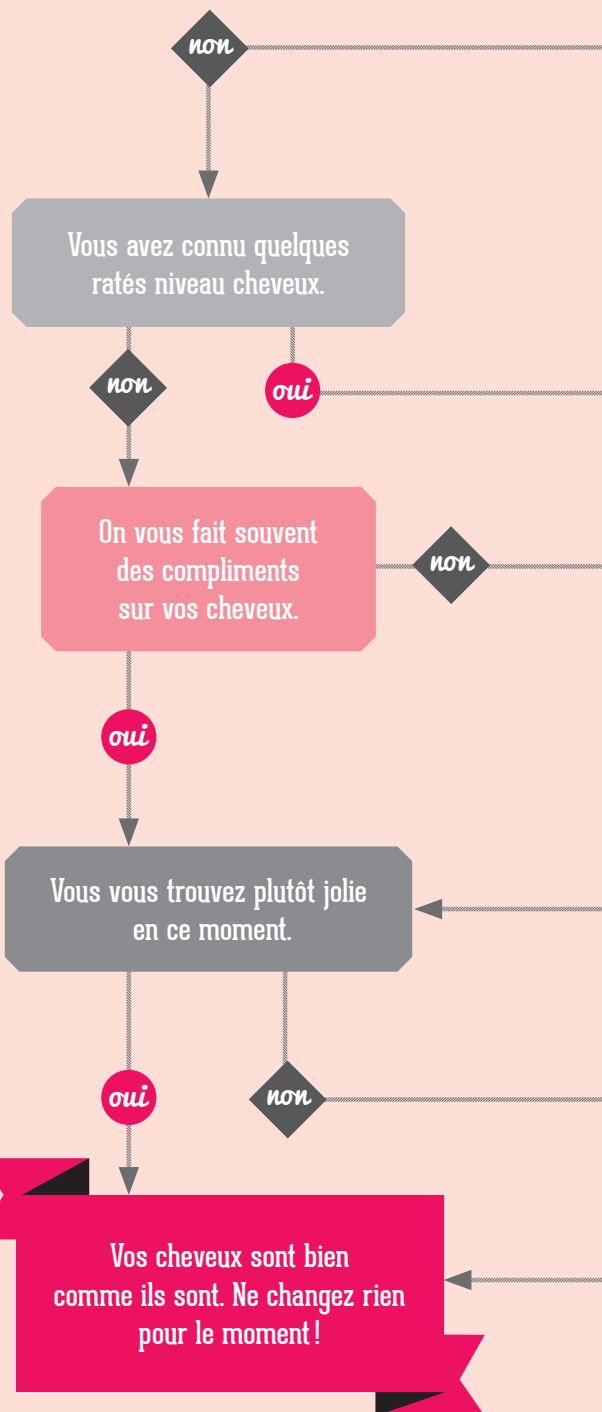 non
Vous avez connu quelques
ratés niveau cheveux.
non
oui
On vous fait souvent
des compliments
sur vos cheveux.
non
oui
Vous vous trouvez plutôt jolie
en ce moment.
oui
non
Vos cheveux sont bien
comme ils sont. Ne changez rien
pour le moment !